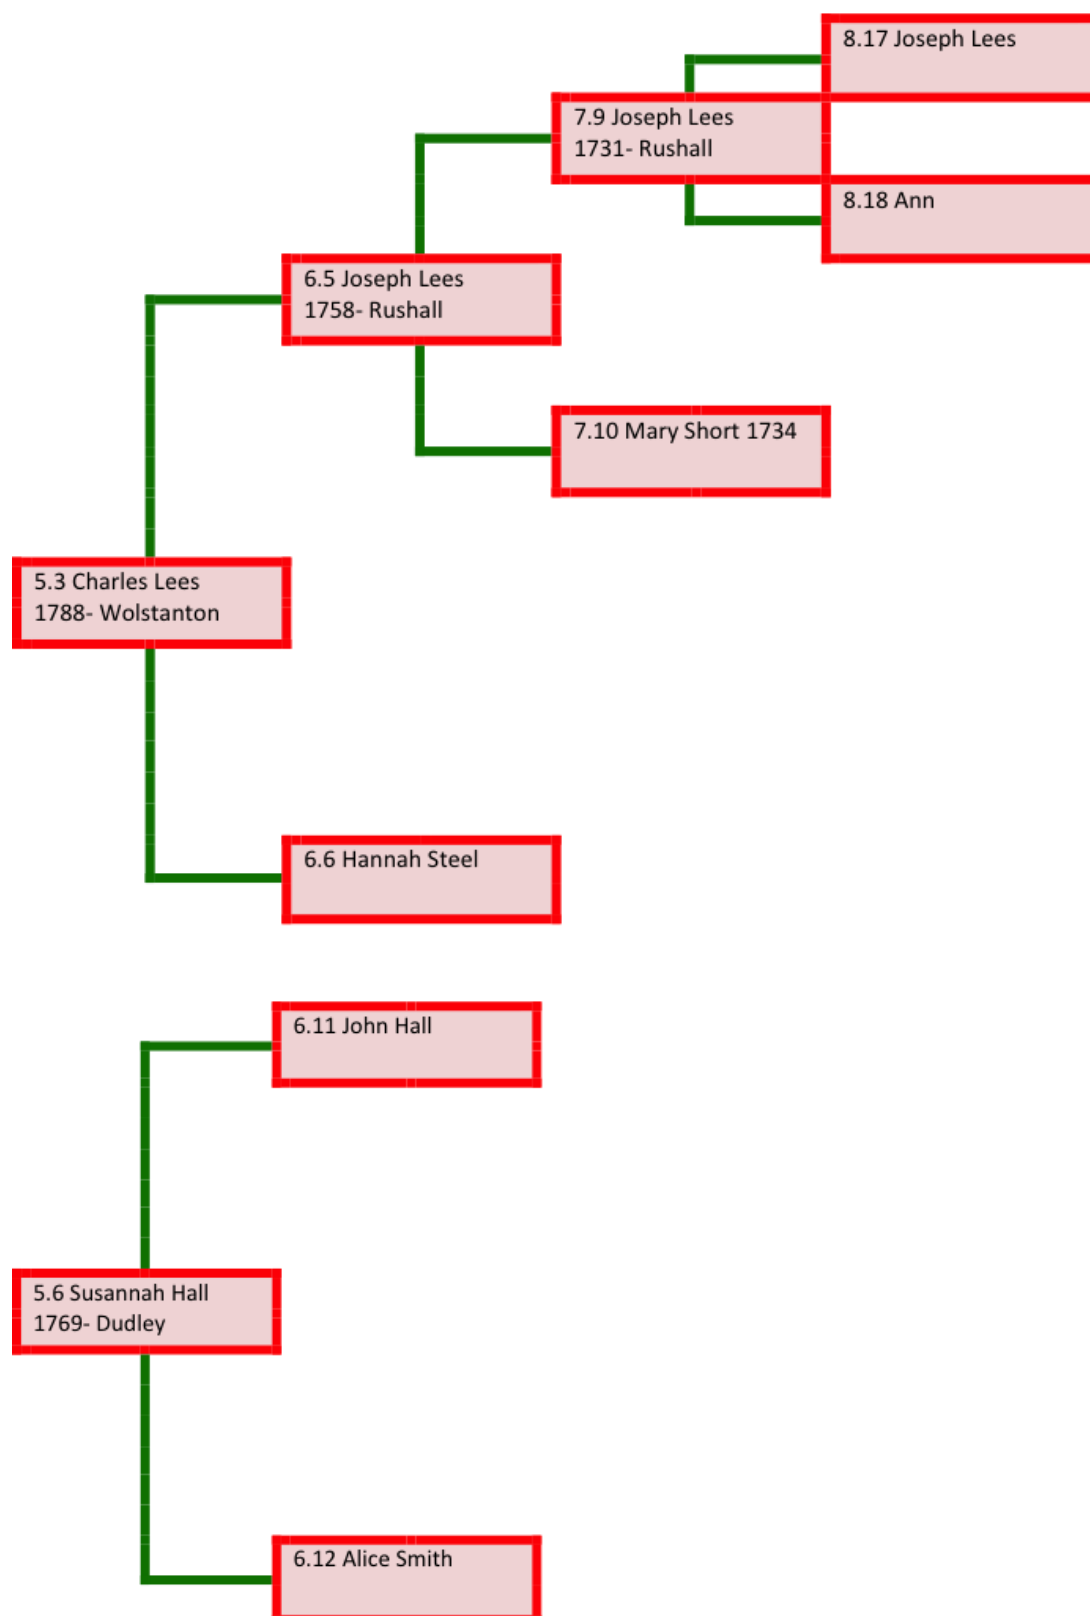 8.17 Joseph Lees
7.9 Joseph Lees
1731- Rushall
8.18 Ann
6.5 Joseph Lees
1758- Rushall
7.10 Mary Short 1734
5.3 Charles Lees
1788- Wolstanton
6.6 Hannah Steel
6.11 John Hall
5.6 Susannah Hall
1769- Dudley
6.12 Alice Smith